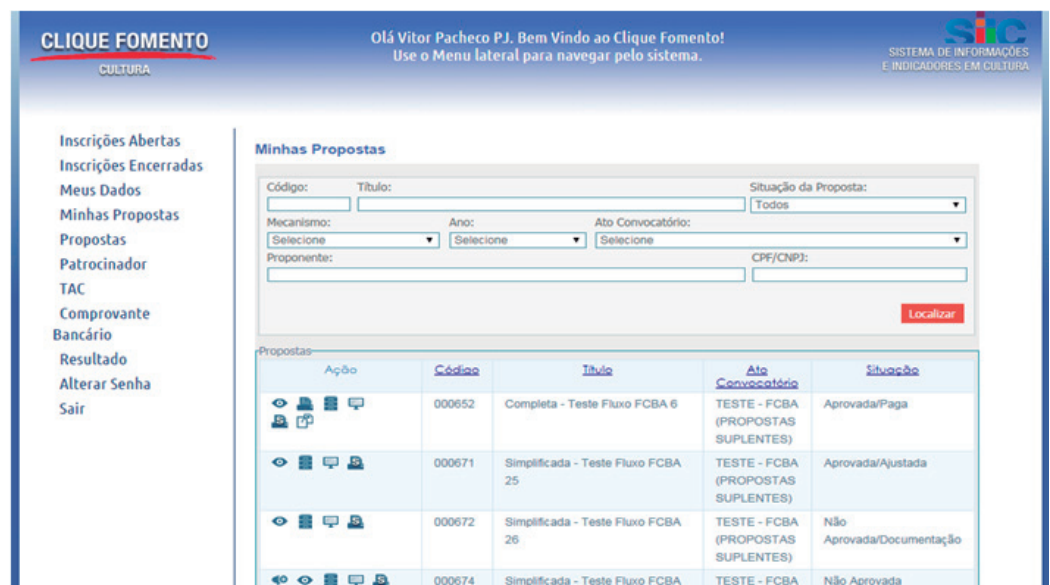 CLIQUE FOMENTO
CULTURA
Olá Vitor Pacheco PJ. Bem Vindo ao Clique Fomento!
Use o Menu lateral para navegar pelo sistema.
SIIC
SISTEMA DE INFORMAÇÕES
E INDICADORES EM CULTURA
Inscrições Abertas
Inscrições Encerradas
Meus Dados
Minhas Propostas
Propostas
Patrocinador
TAC
Comprovante
Bancário
Resultado
Alterar Senha
Sair
Minhas Propostas
Código: Título: Situação da Proposta:
Todos
Mecanismo: Ano: Ato Convocatório:
Selecione Selecione Selecione
Proponente: CPF/CNPJ:
Localizar
Propostas
Ação Código Título Ato Situação
Convocatório
000652 Completa - Teste Fluxo FCBA 6 TESTE - FCBA Aprovada/Paga
(PROPOSTAS
SUPLENTES)
000671 Simplificada - Teste Fluxo FCBA TESTE - FCBA Aprovada/Ajustada
25 (PROPOSTAS
SUPLENTES)
000672 Simplificada - Teste Fluxo FCBA TESTE - FCBA Não
26 (PROPOSTAS Aprovada/Documentação
SUPLENTES)
000674 Simplificada - Teste Fluxo FCBA TESTE - FCBA Não Aprovada